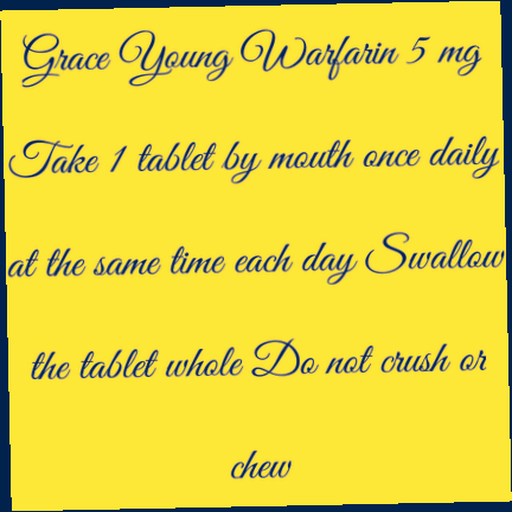 Grace Young Warfarin 5 mg
Take 1 tablet by mouth once daily
at the same time each day Swallow
the tablet whole Do not crush or
chew